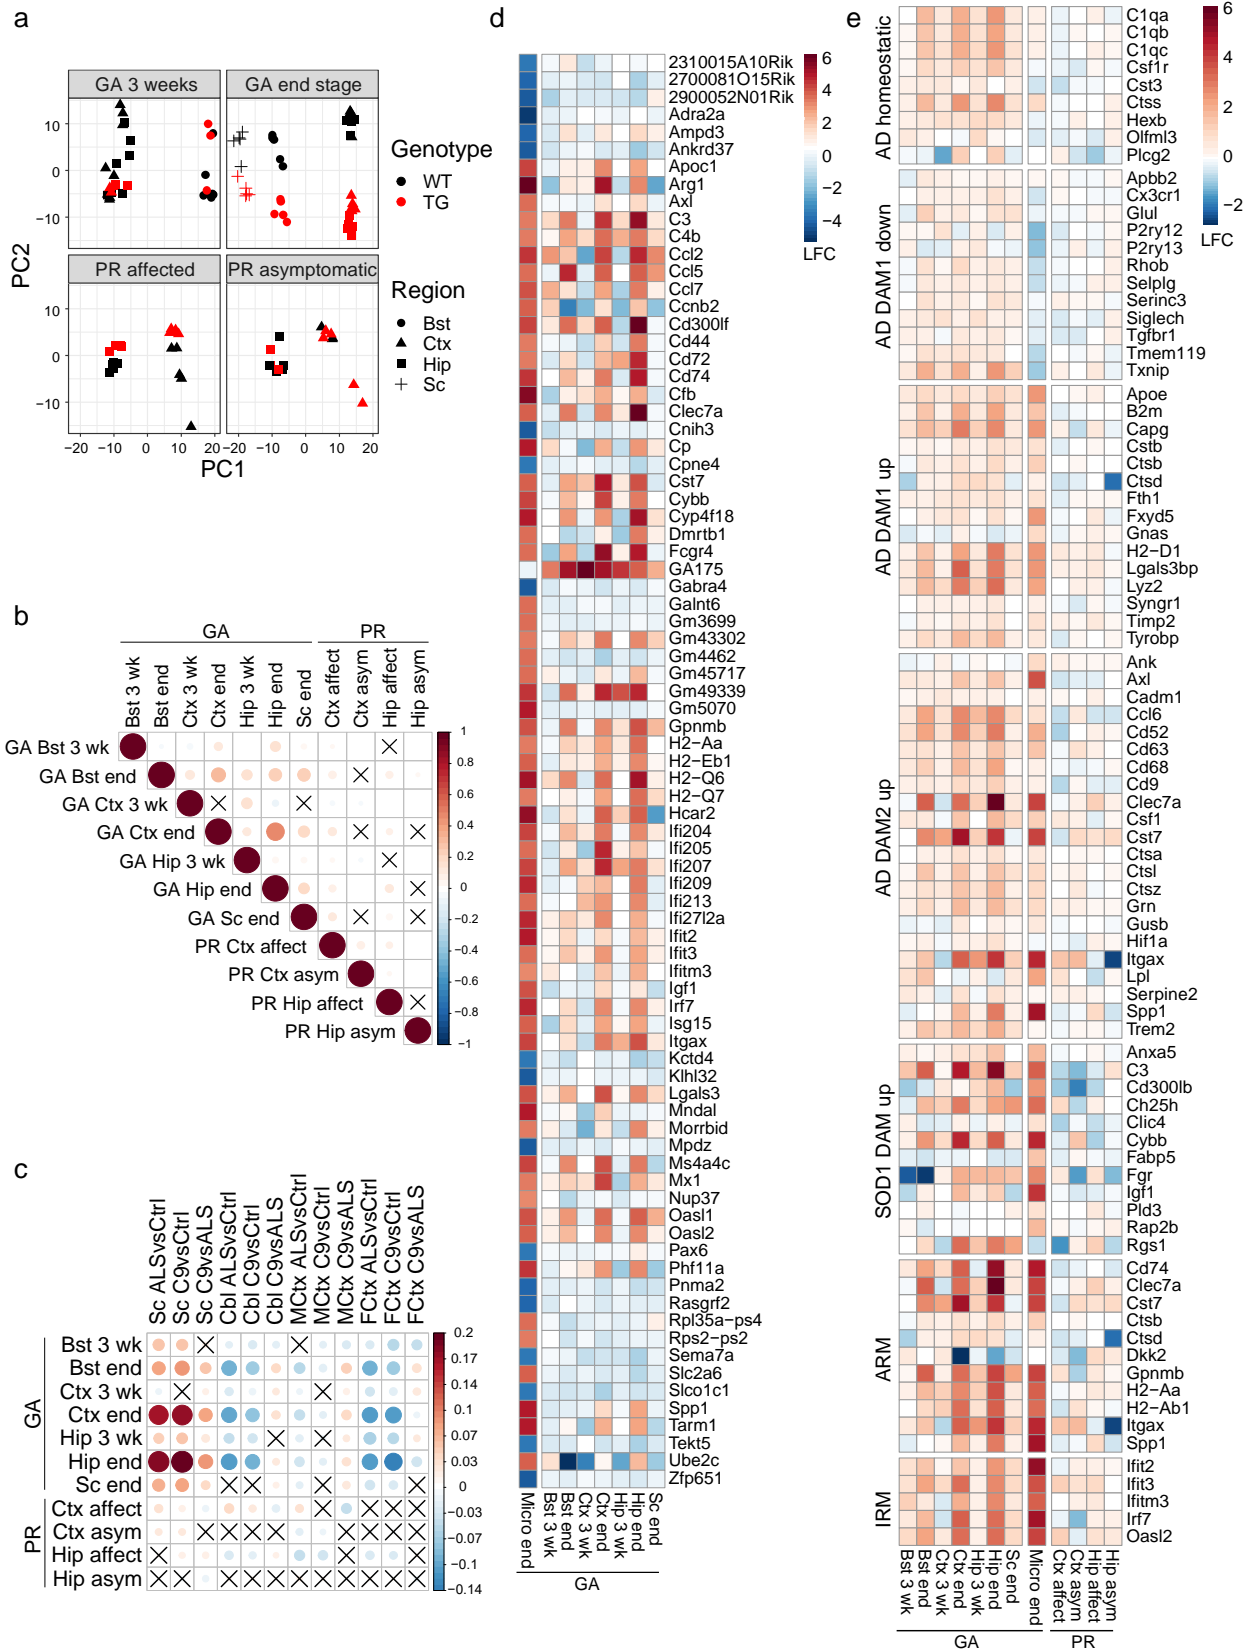 a
GA 3 weeks
GA end stage
PR affected
PR asymptomatic
10
0
−10
10
0
−10
−20
−10
0
10
20
−20
−10
0
10
20
PC1
PC2
Genotype
WT
TG
Region
Bst
Ctx
Hip
Sc
b
GA
PR
Bst 3 wk
Bst end
Ctx 3 wk
Ctx end
Hip 3 wk
Hip end
Sc end
Ctx affect
Ctx asym
Hip affect
Hip asym
GA Bst 3 wk
GA Bst end
GA Ctx 3 wk
GA Ctx end
GA Hip 3 wk
GA Hip end
GA Sc end
PR Ctx affect
PR Ctx asym
PR Hip affect
PR Hip asym
1
0.8
0.6
0.4
0.2
0
−0.2
−0.4
−0.6
−0.8
−1
c
Sc ALSvsCtrl
Sc C9vsCtrl
Sc C9vsALS
Cbl ALSvsCtrl
Cbl C9vsCtrl
Cbl C9vsALS
MCtx ALSvsCtrl
MCtx C9vsCtrl
MCtx C9vsALS
FCtx ALSvsCtrl
FCtx C9vsCtrl
FCtx C9vsALS
GA
Bst 3 wk
Bst end
Ctx 3 wk
Ctx end
Hip 3 wk
Hip end
Sc end
PR
Ctx affect
Ctx asym
Hip affect
Hip asym
0.2
0.17
0.14
0.1
0.07
0.03
0
−0.03
−0.07
−0.1
−0.14
d
2310015A10Rik
2700081O15Rik
2900052N01Rik
Adra2a
Ampd3
Ankrd37
Apoc1
Arg1
Axl
C3
C4b
Ccl2
Ccl5
Ccl7
Ccnb2
Cd300lf
Cd44
Cd72
Cd74
Cfb
Clec7a
Cnih3
Cp
Cpne4
Cst7
Cybb
Cyp4f18
Dmrtb1
Fcgr4
GA175
Gabra4
Galnt6
Gm3699
Gm43302
Gm4462
Gm45717
Gm49339
Gm5070
Gpnmb
H2−Aa
H2−Eb1
H2−Q6
H2−Q7
Hcar2
Ifi204
Ifi205
Ifi207
Ifi209
Ifi213
Ifi27l2a
Ifit2
Ifit3
Ifitm3
Igf1
Irf7
Isg15
Itgax
Kctd4
Klhl32
Lgals3
Mndal
Morrbid
Mpdz
Ms4a4c
Mx1
Nup37
Oasl1
Oasl2
Pax6
Phf11a
Pnma2
Rasgrf2
Rpl35a−ps4
Rps2−ps2
Sema7a
Slc2a6
Slco1c1
Spp1
Tarm1
Tekt5
Ube2c
Zfp651
Micro end
Bst 3 wk
Bst end
Ctx 3 wk
Ctx end
Hip 3 wk
Hip end
Sc end
GA
6
4
2
0
−2
−4
LFC
e
AD homeostatic
C1qa
C1qb
C1qc
Csf1r
Cst3
Ctss
Hexb
Olfml3
Plcg2
AD DAM1 down
Apbb2
Cx3cr1
Glul
P2ry12
P2ry13
Rhob
Selplg
Serinc3
Siglech
Tgfbr1
Tmem119
Txnip
AD DAM1 up
Apoe
B2m
Capg
Cstb
Ctsb
Ctsd
Fth1
Fxyd5
Gnas
H2−D1
Lgals3bp
Lyz2
Syngr1
Timp2
Tyrobp
AD DAM2 up
Ank
Axl
Cadm1
Ccl6
Cd52
Cd63
Cd68
Cd9
Clec7a
Csf1
Cst7
Ctsa
Ctsl
Ctsz
Grn
Gusb
Hif1a
Itgax
Lpl
Serpine2
Spp1
Trem2
SOD1 DAM up
Anxa5
C3
Cd300lb
Ch25h
Clic4
Cybb
Fabp5
Fgr
Igf1
Pld3
Rap2b
Rgs1
ARM
Cd74
Clec7a
Cst7
Ctsb
Ctsd
Dkk2
Gpnmb
H2−Aa
H2−Ab1
Itgax
Spp1
IRM
Ifit2
Ifit3
Ifitm3
Irf7
Oasl2
Bst 3 wk
Bst end
Ctx 3 wk
Ctx end
Hip 3 wk
Hip end
Sc end
Micro end
Ctx affect
Ctx asym
Hip affect
Hip asym
GA
PR
6
4
2
0
−2
LFC